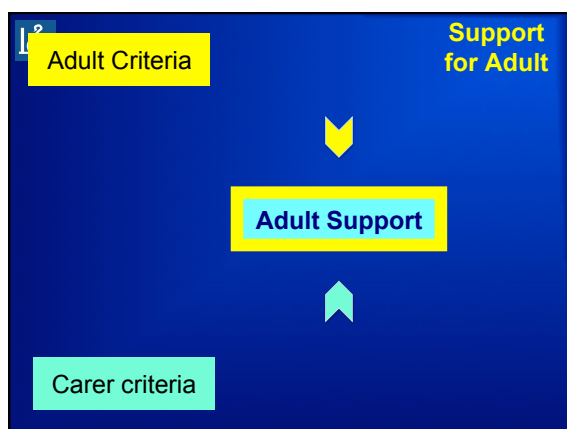 Adult Criteria
Support
for Adult
Adult Support
Carer criteria